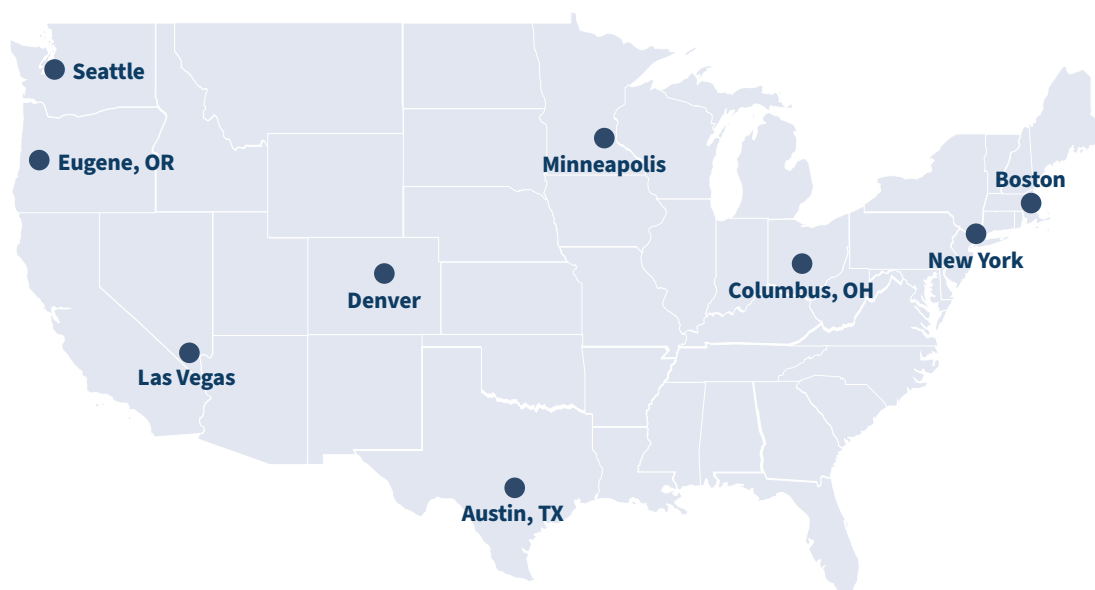 Seattle
Eugene, OR
Minneapolis
Boston
New York
Columbus, OH
Denver
Las Vegas
Austin, TX